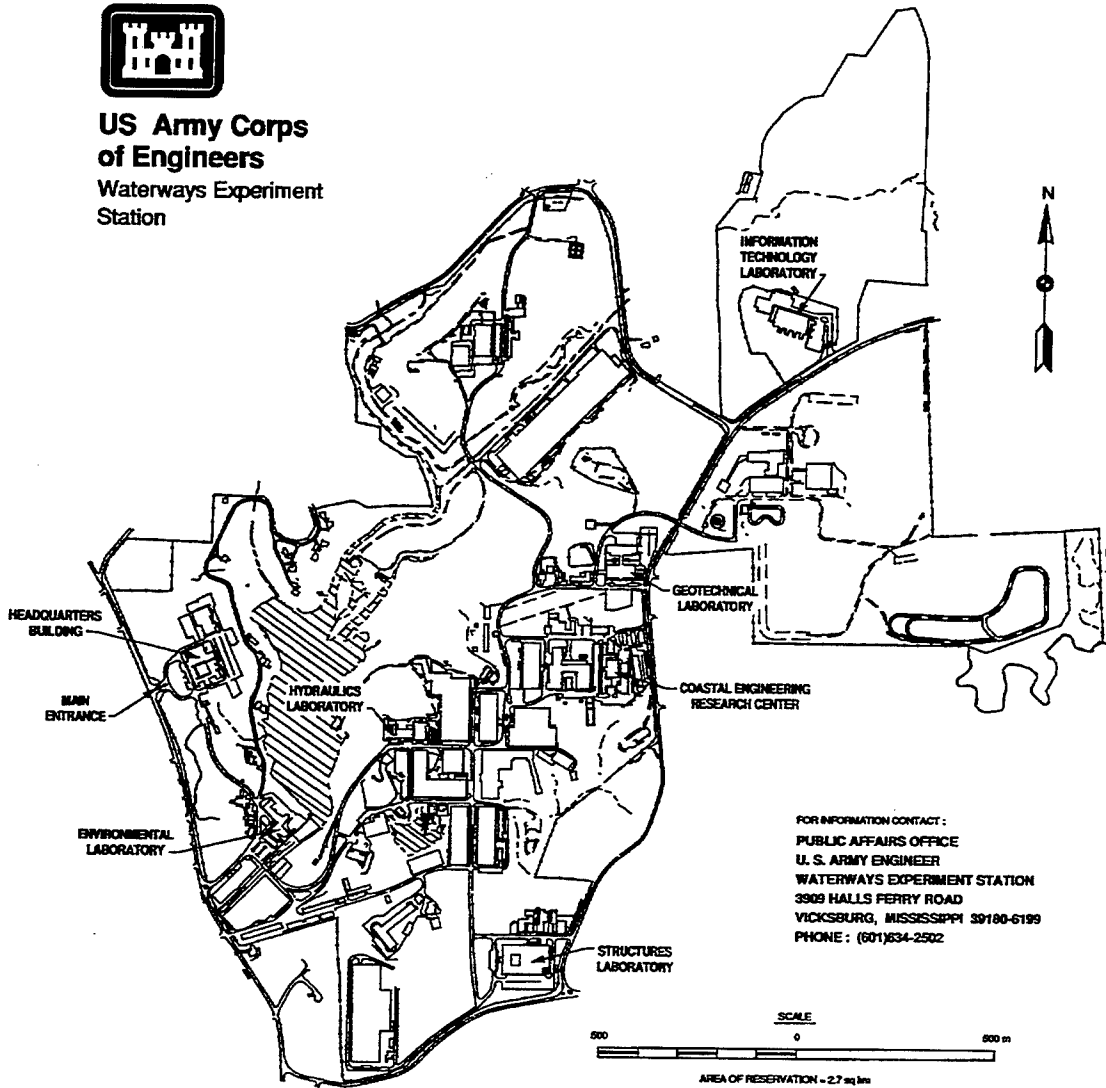 US Army Corps
of Engineers
Waterways Experiment
Station
N
INFORMATION
TECHNOLOGY
LABORATORY
GEOTECHNICAL
LABORATORY
HEADQUARTERS
BUILDING
MAIN
ENTRANCE
HYDRAULICS
LABORATORY
COASTAL ENGINEERING
RESEARCH CENTER
ENVIRONMENTAL
LABORATORY
STRUCTURES
LABORATORY
FOR INFORMATION CONTACT :
PUBLIC AFFAIRS OFFICE
U. S. ARMY ENGINEER
WATERWAYS EXPERIMENT STATION
3909 HALLS FERRY ROAD
VICKSBURG, MISSISSIPPI 39180-6199
PHONE : (601)634-2502
SCALE
500 0 500 m
AREA OF RESERVATION = 2.7 sq km